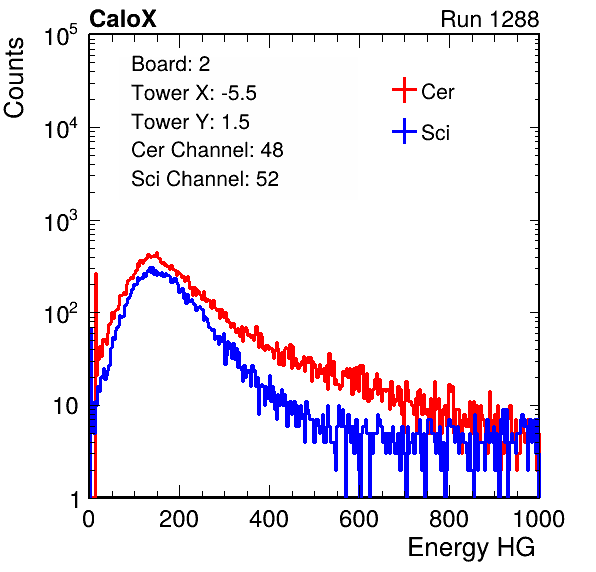 CaloX Run 1288
Counts
Board: 2
Tower X: -5.5
Tower Y: 1.5
Cer Channel: 48
Sci Channel: 52
Cer
Sci
10^5
10^4
10^3
10^2
10
1
0 200 400 600 800 1000
Energy HG